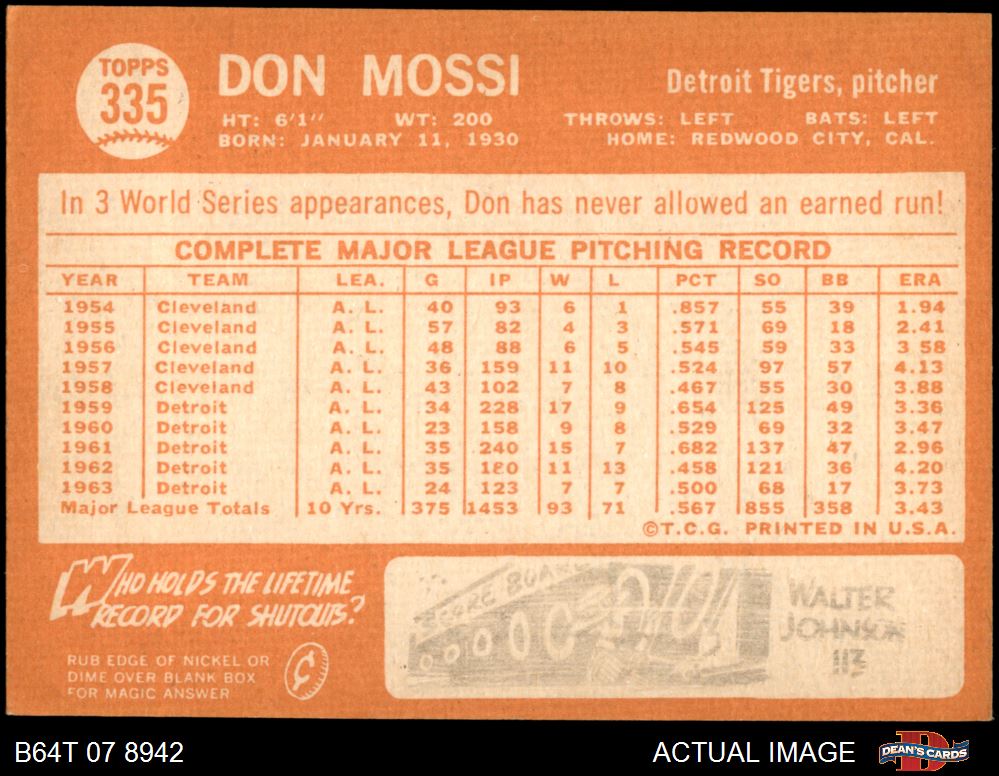 TOPPS
335
DON MOSSI
Detroit Tigers, pitcher
HT: 6'1" WT: 200 THROWS: LEFT BATS: LEFT
BORN: JANUARY 11, 1930 HOME: REDWOOD CITY, CAL.
In 3 World Series appearances, Don has never allowed an earned run!
COMPLETE MAJOR LEAGUE PITCHING RECORD
YEAR TEAM LEA. G IP W L PCT SO BB ERA
1954 Cleveland A. L. 40 93 6 1 .857 55 39 1.94
1955 Cleveland A. L. 57 82 4 3 .571 69 18 2.41
1956 Cleveland A. L. 48 88 6 5 .545 59 33 3.58
1957 Cleveland A. L. 36 159 11 10 .524 97 57 4.13
1958 Cleveland A. L. 43 102 7 8 .467 55 30 3.88
1959 Detroit A. L. 34 228 17 9 .654 125 49 3.36
1960 Detroit A. L. 23 158 9 8 .529 69 32 3.47
1961 Detroit A. L. 35 240 15 7 .682 137 47 2.96
1962 Detroit A. L. 35 180 11 13 .458 121 36 4.20
1963 Detroit A. L. 24 123 7 7 .500 68 17 3.73
Major League Totals 10 Yrs. 375 1453 93 71 .567 855 358 3.43
©T.C.G. PRINTED IN U.S.A.
WHO HOLDS THE LIFETIME
RECORD FOR SHUTOUTS?
RUB EDGE OF NICKEL OR
DIME OVER BLANK BOX
FOR MAGIC ANSWER
SCORE BOARD
WALTER
JOHNSON
113
B64T 07 8942 ACTUAL IMAGE DEAN'S CARDS